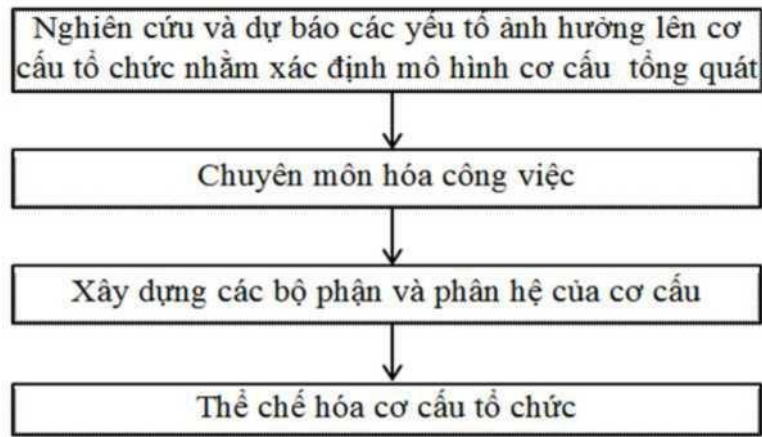 Nghiên cứu và dự báo các yếu tố ảnh hưởng lên cơ
cấu tổ chức nhằm xác định mô hình cơ cấu tổng quát
Chuyên môn hóa công việc
Xây dựng các bộ phận và phân hệ của cơ cấu
Thể chế hóa cơ cấu tổ chức